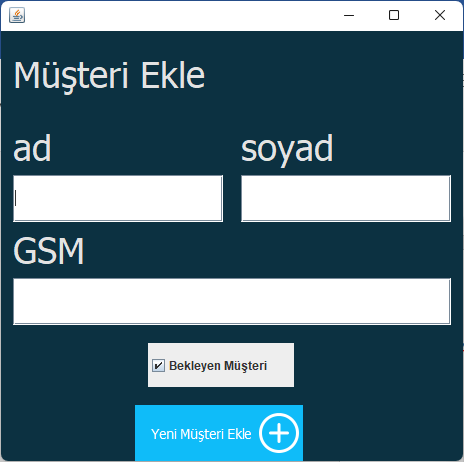 Müşteri Ekle
ad
soyad
GSM
Bekleyen Müşteri
Yeni Müşteri Ekle